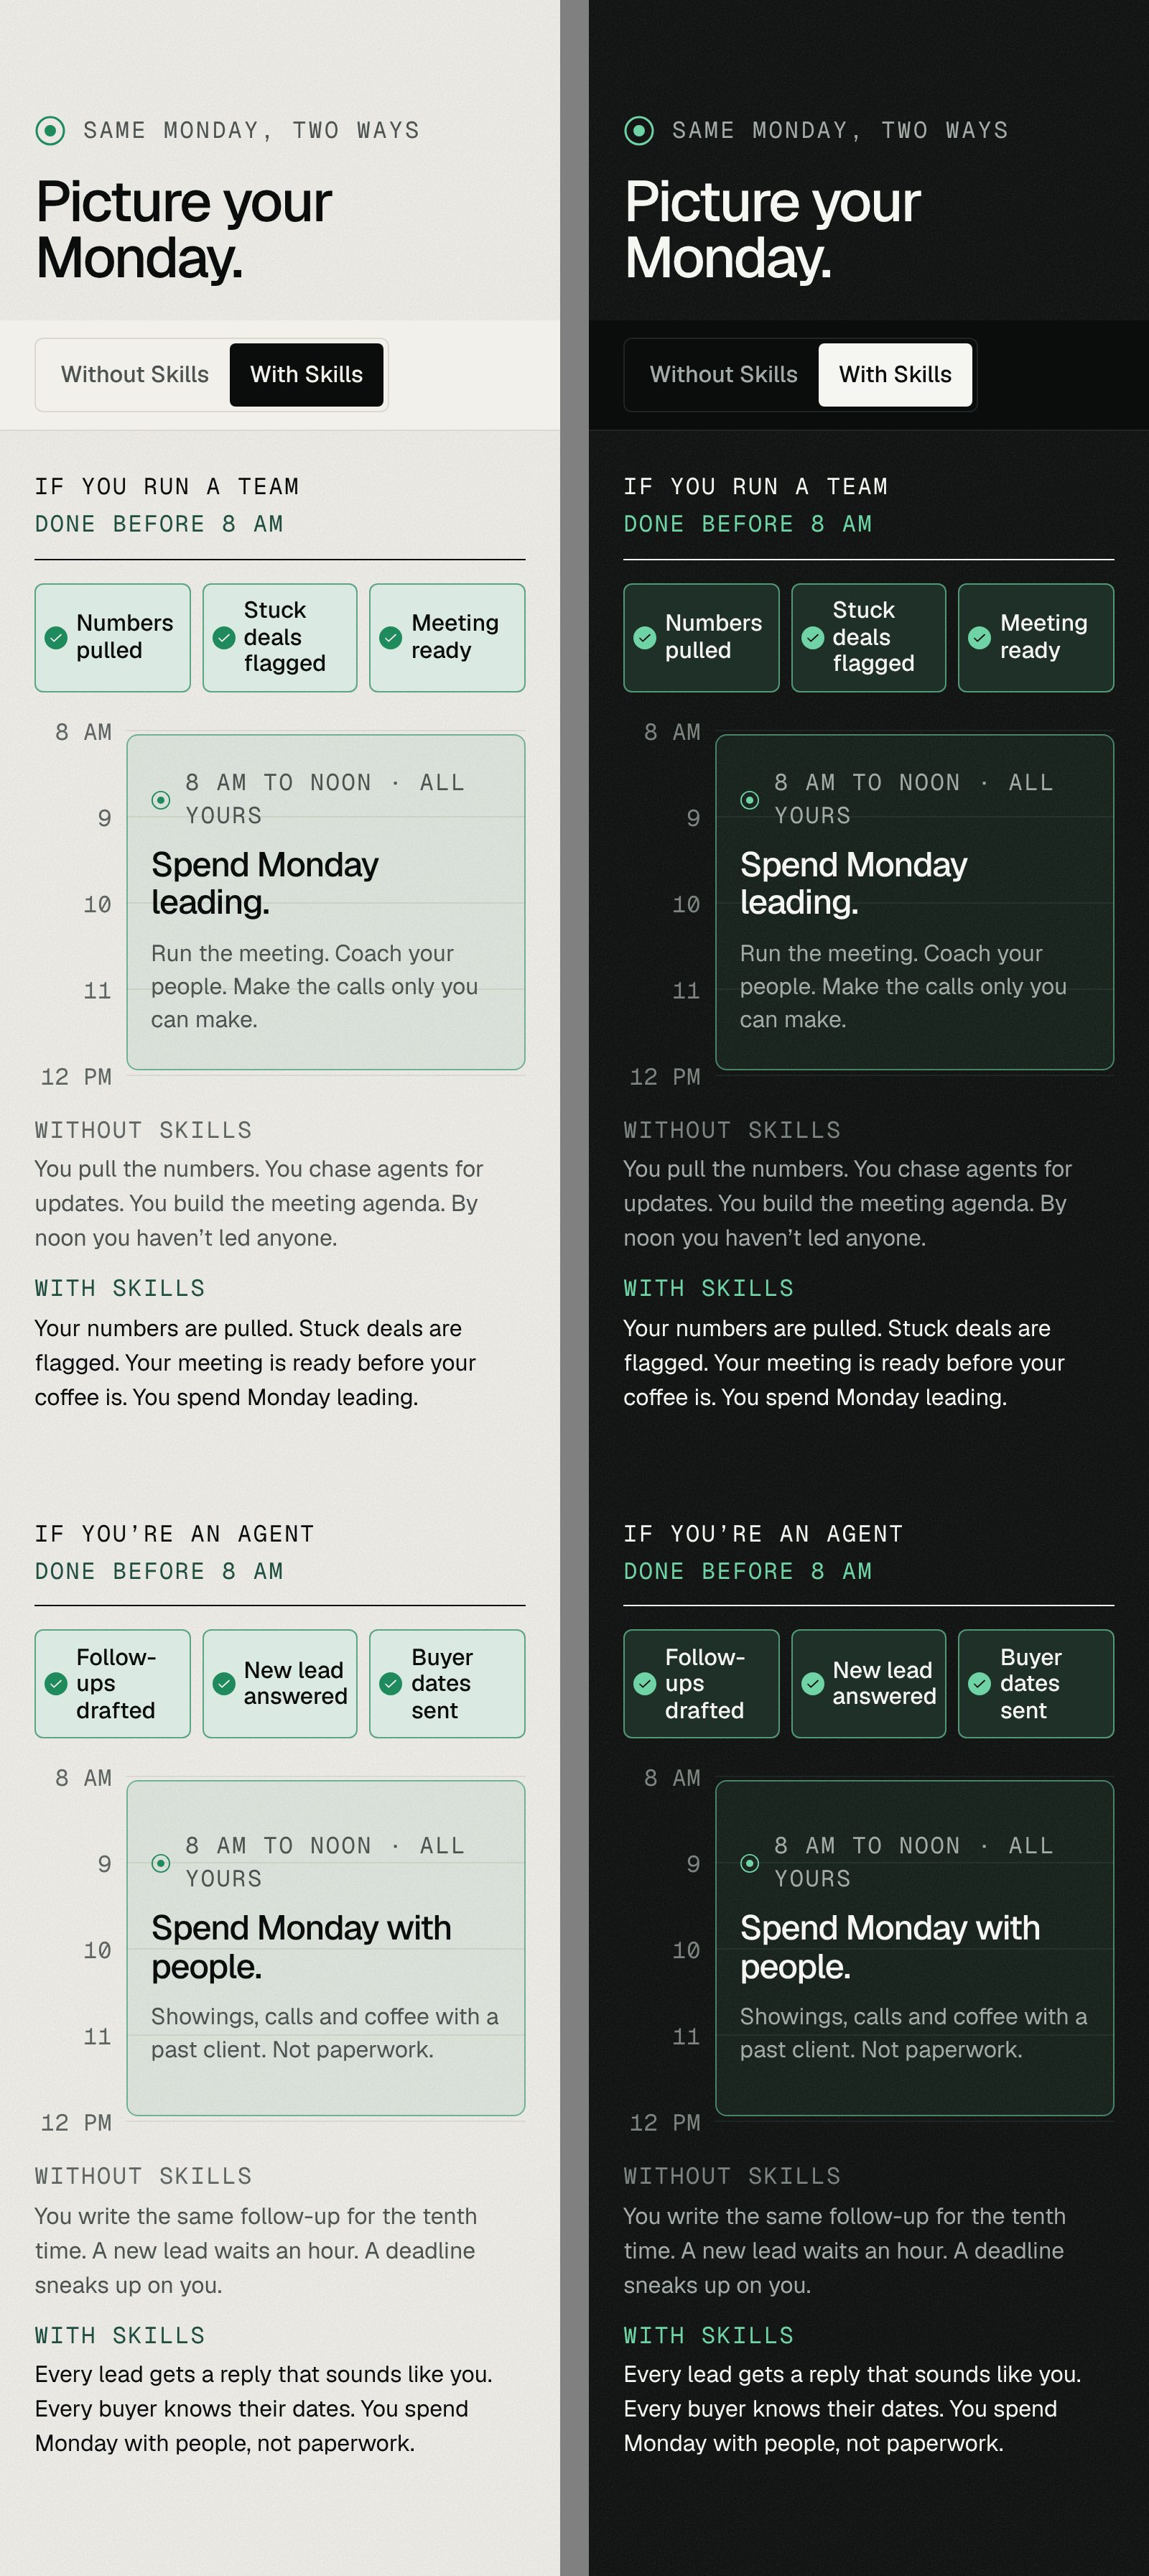 SAME MONDAY, TWO WAYS
Picture your
Monday.
Without Skills
With Skills
IF YOU RUN A TEAM
DONE BEFORE 8 AM
Numbers
pulled
Stuck
deals
flagged
Meeting
ready
8 AM
9
10
11
12 PM
8 AM TO NOON · ALL
YOURS
Spend Monday
leading.
Run the meeting. Coach your
people. Make the calls only you
can make.
WITHOUT SKILLS
You pull the numbers. You chase agents for
updates. You build the meeting agenda. By
noon you haven’t led anyone.
WITH SKILLS
Your numbers are pulled. Stuck deals are
flagged. Your meeting is ready before your
coffee is. You spend Monday leading.
IF YOU’RE AN AGENT
DONE BEFORE 8 AM
Follow-
ups
drafted
New lead
answered
Buyer
dates
sent
8 AM
9
10
11
12 PM
8 AM TO NOON · ALL
YOURS
Spend Monday with
people.
Showings, calls and coffee with a
past client. Not paperwork.
WITHOUT SKILLS
You write the same follow-up for the tenth
time. A new lead waits an hour. A deadline
sneaks up on you.
WITH SKILLS
Every lead gets a reply that sounds like you.
Every buyer knows their dates. You spend
Monday with people, not paperwork.
SAME MONDAY, TWO WAYS
Picture your
Monday.
Without Skills
With Skills
IF YOU RUN A TEAM
DONE BEFORE 8 AM
Numbers
pulled
Stuck
deals
flagged
Meeting
ready
8 AM
9
10
11
12 PM
8 AM TO NOON · ALL
YOURS
Spend Monday
leading.
Run the meeting. Coach your
people. Make the calls only you
can make.
WITHOUT SKILLS
You pull the numbers. You chase agents for
updates. You build the meeting agenda. By
noon you haven’t led anyone.
WITH SKILLS
Your numbers are pulled. Stuck deals are
flagged. Your meeting is ready before your
coffee is. You spend Monday leading.
IF YOU’RE AN AGENT
DONE BEFORE 8 AM
Follow-
ups
drafted
New lead
answered
Buyer
dates
sent
8 AM
9
10
11
12 PM
8 AM TO NOON · ALL
YOURS
Spend Monday with
people.
Showings, calls and coffee with a
past client. Not paperwork.
WITHOUT SKILLS
You write the same follow-up for the tenth
time. A new lead waits an hour. A deadline
sneaks up on you.
WITH SKILLS
Every lead gets a reply that sounds like you.
Every buyer knows their dates. You spend
Monday with people, not paperwork.